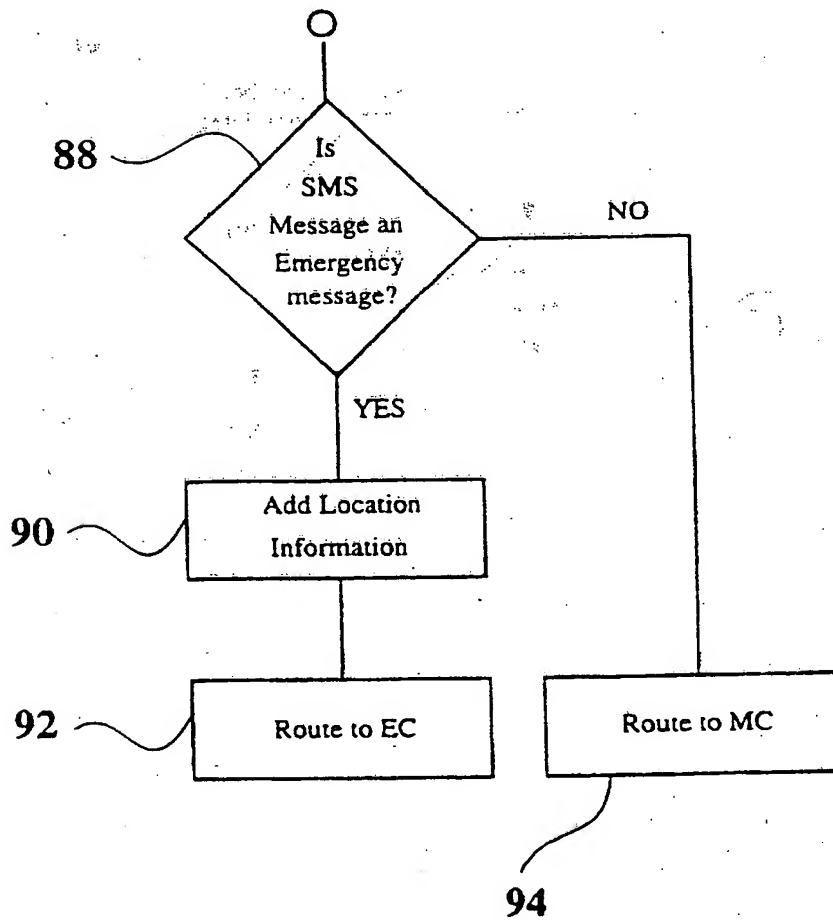 88
Is
SMS
Message an
Emergency
message?
NO
YES
90
Add Location
Information
92
Route to EC
Route to MC
94